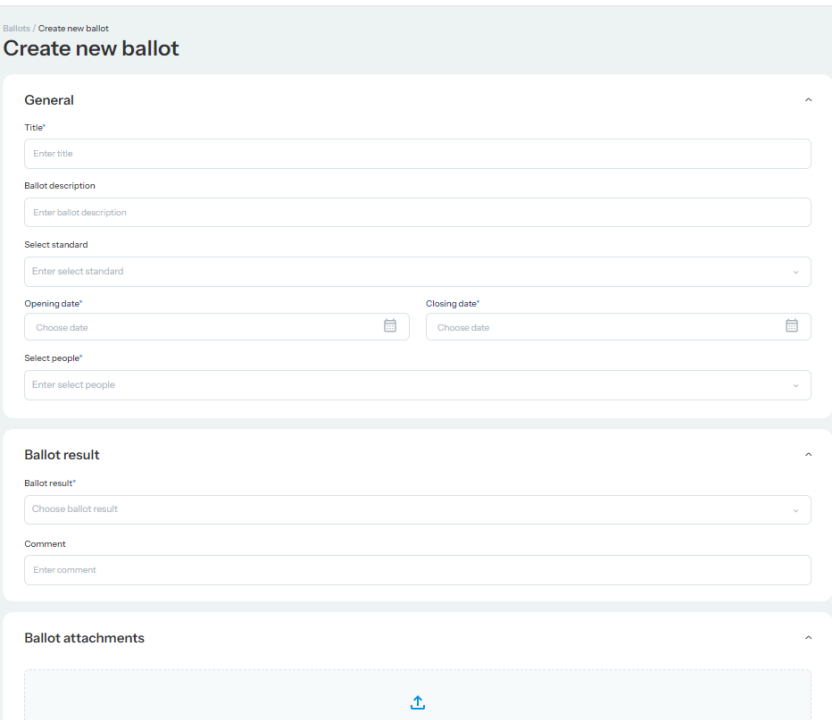 Ballots / Create new ballot
Create new ballot
General
Title*
Enter title
Ballot description
Enter ballot description
Select standard
Enter select standard
Opening date* Closing date*
Choose date Choose date
Select people*
Enter select people
Ballot result
Ballot result*
Choose ballot result
Comment
Enter comment
Ballot attachments